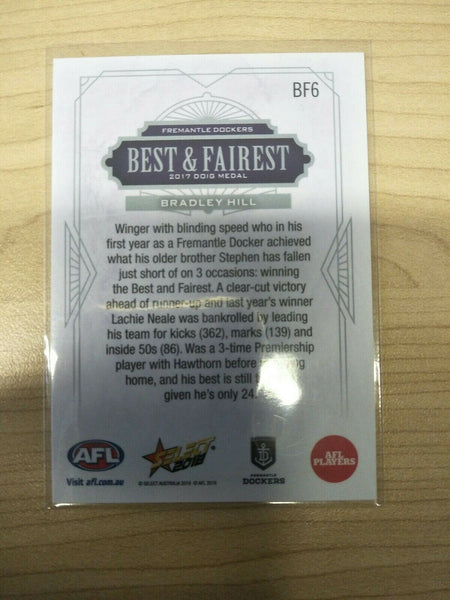 BF6
FREMANTLE DOCKERS
BEST & FAIREST
2017 DOIG MEDAL
BRADLEY HILL
Winger with blinding speed who in his
first year as a Fremantle Docker achieved
what his older brother Stephen has fallen
just short of on 3 occasions: winning
the Best and Fairest. A clear-cut victory
ahead of runner-up and last year's winner
Lachie Neale was bankrolled by leading
his team for kicks (362), marks (139) and
inside 50s (86). Was a 3-time Premiership
player with Hawthorn before
home, and his best is still
given he's only 24.
AFL
Visit afl.com.au
SELECT
2018
© SELECT AUSTRALIA 2018 © AFL 2018
FREMANTLE
DOCKERS
AFL
PLAYERS